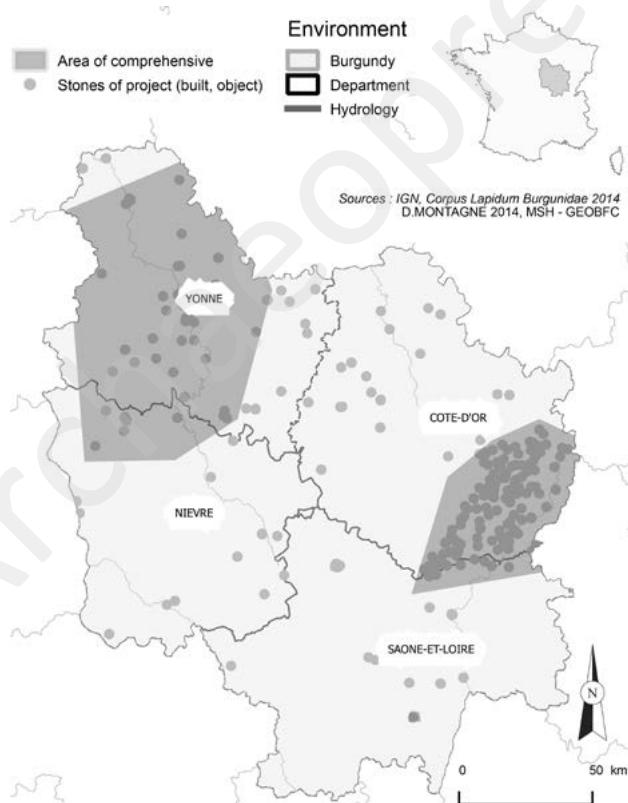 Environment
Area of comprehensive
Stones of project (built, object)
Burgundy
Department
Hydrology
Sources : IGN, Corpus Lapidum Burgunidae 2014
D.MONTAGNE 2014, MSH - GEOBFC
YONNE
COTE-D'OR
NIEVRE
SAONE-ET-LOIRE
N
0 50 km